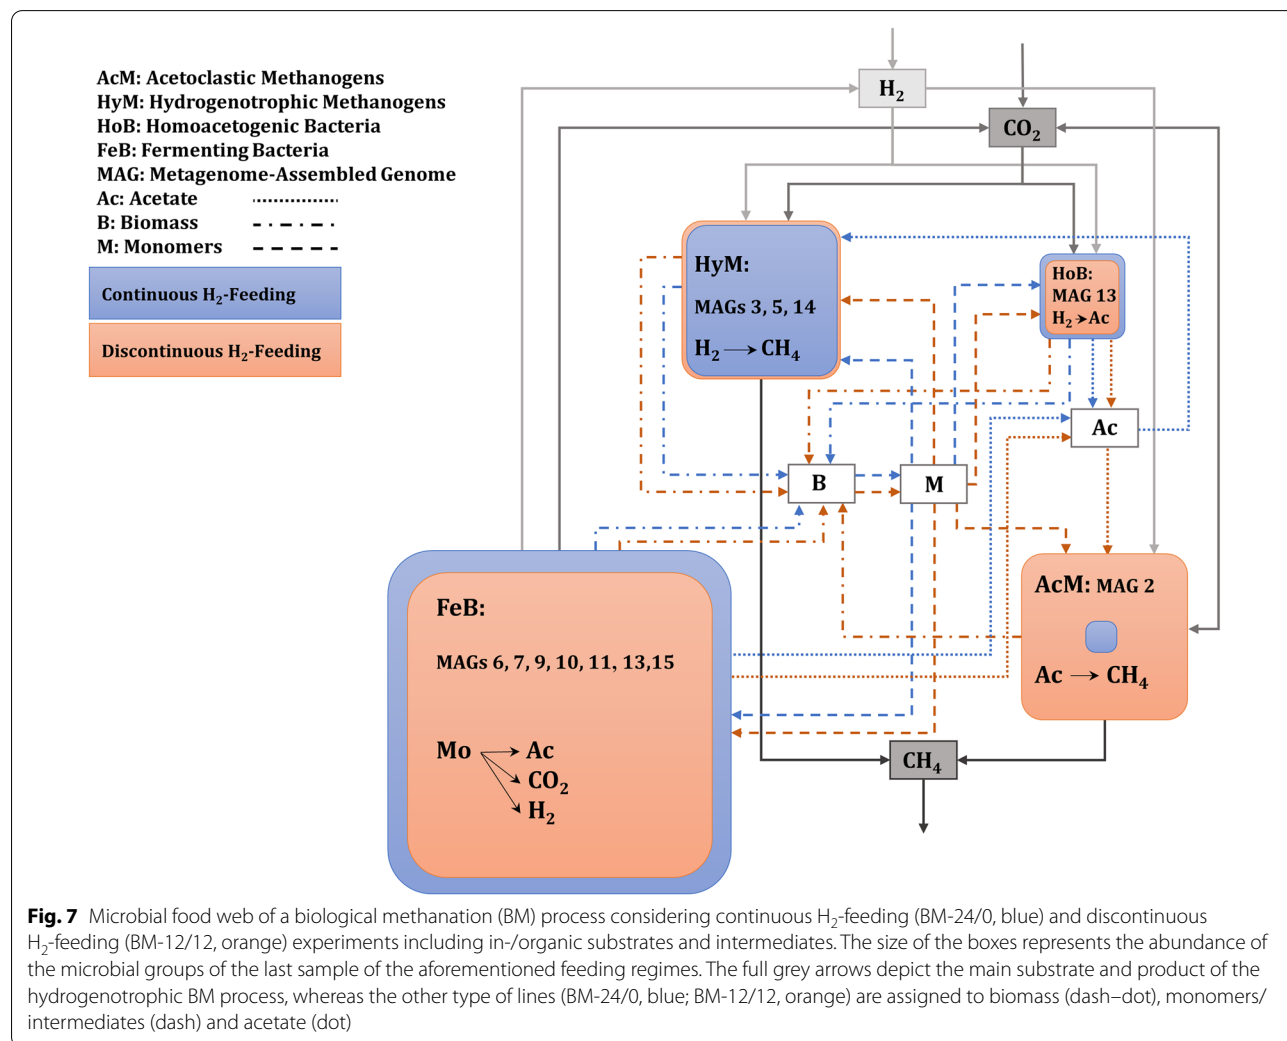 AcM: Acetoclastic Methanogens
HyM: Hydrogenotrophic Methanogens
HoB: Homoacetogenic Bacteria
FeB: Fermenting Bacteria
MAG: Metagenome-Assembled Genome
Ac: Acetate
B: Biomass
M: Monomers
Continuous H2-Feeding
Discontinuous H2-Feeding
H2
CO2
HyM:
MAGs 3, 5, 14
H2 → CH4
HoB:
MAG 13
H2 → Ac
Ac
B
M
AcM: MAG 2
Ac → CH4
FeB:
MAGs 6, 7, 9, 10, 11, 13,15
Mo
Ac
CO2
H2
CH4
Fig. 7 Microbial food web of a biological methanation (BM) process considering continuous H2-feeding (BM-24/0, blue) and discontinuous
H2-feeding (BM-12/12, orange) experiments including in-/organic substrates and intermediates. The size of the boxes represents the abundance of
the microbial groups of the last sample of the aforementioned feeding regimes. The full grey arrows depict the main substrate and product of the
hydrogenotrophic BM process, whereas the other type of lines (BM-24/0, blue; BM-12/12, orange) are assigned to biomass (dash–dot), monomers/
intermediates (dash) and acetate (dot)